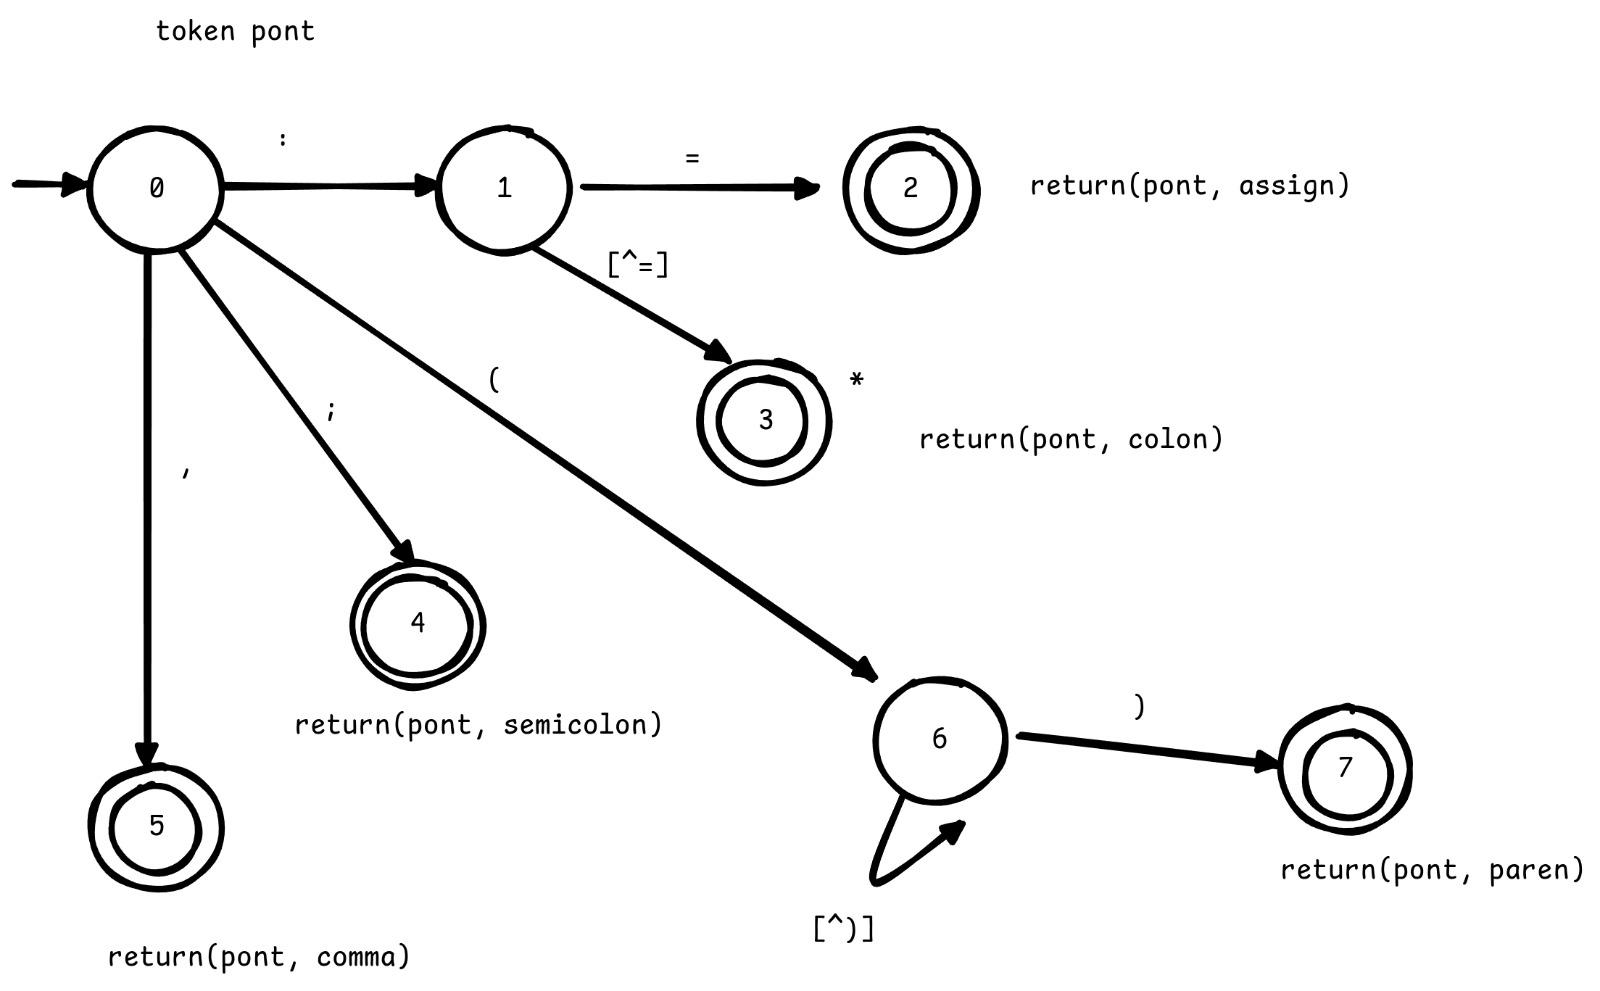 token pont
:
0
1
=
2
return(pont, assign)
[^=]
(
*
;
3
return(pont, colon)
,
4
return(pont, semicolon)
)
6
7
5
return(pont, paren)
[^)]
return(pont, comma)